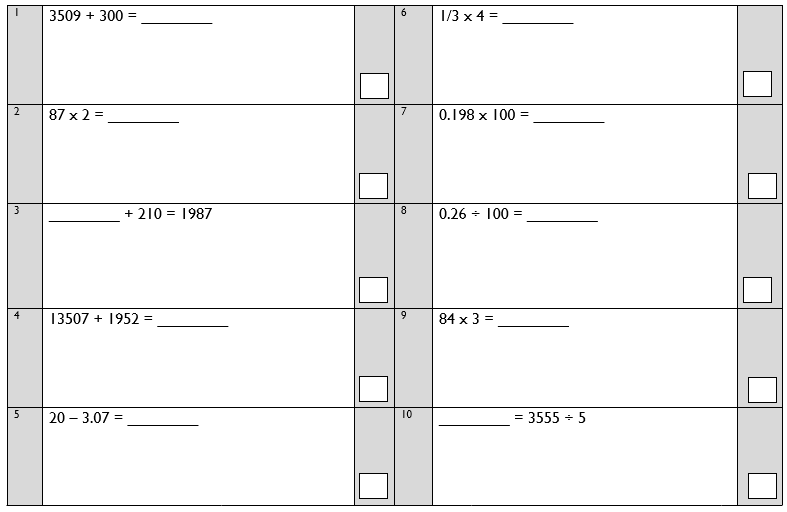 1
3509 + 300 = _________
2
87 x 2 = _________
3
_________ + 210 = 1987
4
13507 + 1952 = _________
5
20 – 3.07 = _________
6
1/3 x 4 = _________
7
0.198 x 100 = _________
8
0.26 ÷ 100 = _________
9
84 x 3 = _________
10
_________ = 3555 ÷ 5